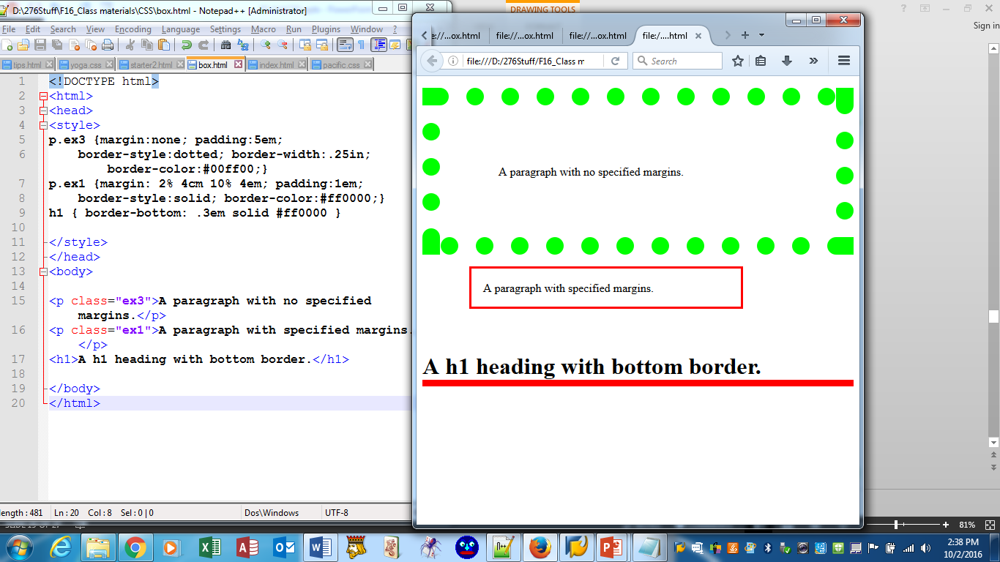 D:\276Stuff\F16_Class materials\CSS\box.html - Notepad++ [Administrator]
File Edit Search View Encoding Language Settings Macro Run Plugins Window ?
tips.html yoga.css starter2.html box.html index.html pacific.css
1 <!DOCTYPE html>
2 <html>
3 <head>
4 <style>
5 p.ex3 {margin:none; padding:5em;
6 border-style:dotted; border-width:.25in;
border-color:#00ff00;}
7 p.ex1 {margin: 2% 4cm 10% 4em; padding:1em;
8 border-style:solid; border-color:#ff0000;}
9 h1 { border-bottom: .3em solid #ff0000 }
10
11 </style>
12 </head>
13 <body>
14
15 <p class="ex3">A paragraph with no specified
margins.</p>
16 <p class="ex1">A paragraph with specified margins.
</p>
17 <h1>A h1 heading with bottom border.</h1>
18
19 </body>
20 </html>
length : 481 Ln : 20 Col : 8 Sel : 0 | 0 Dos\Windows UTF-8
DRAWING TOOLS
Sign in
e://...ox.html file://...ox.html file://...ox.html file/....html
file:///D:/276Stuff/F16_Class m Search
A paragraph with no specified margins.
A paragraph with specified margins.
A h1 heading with bottom border.
81%
2:38 PM
10/2/2016